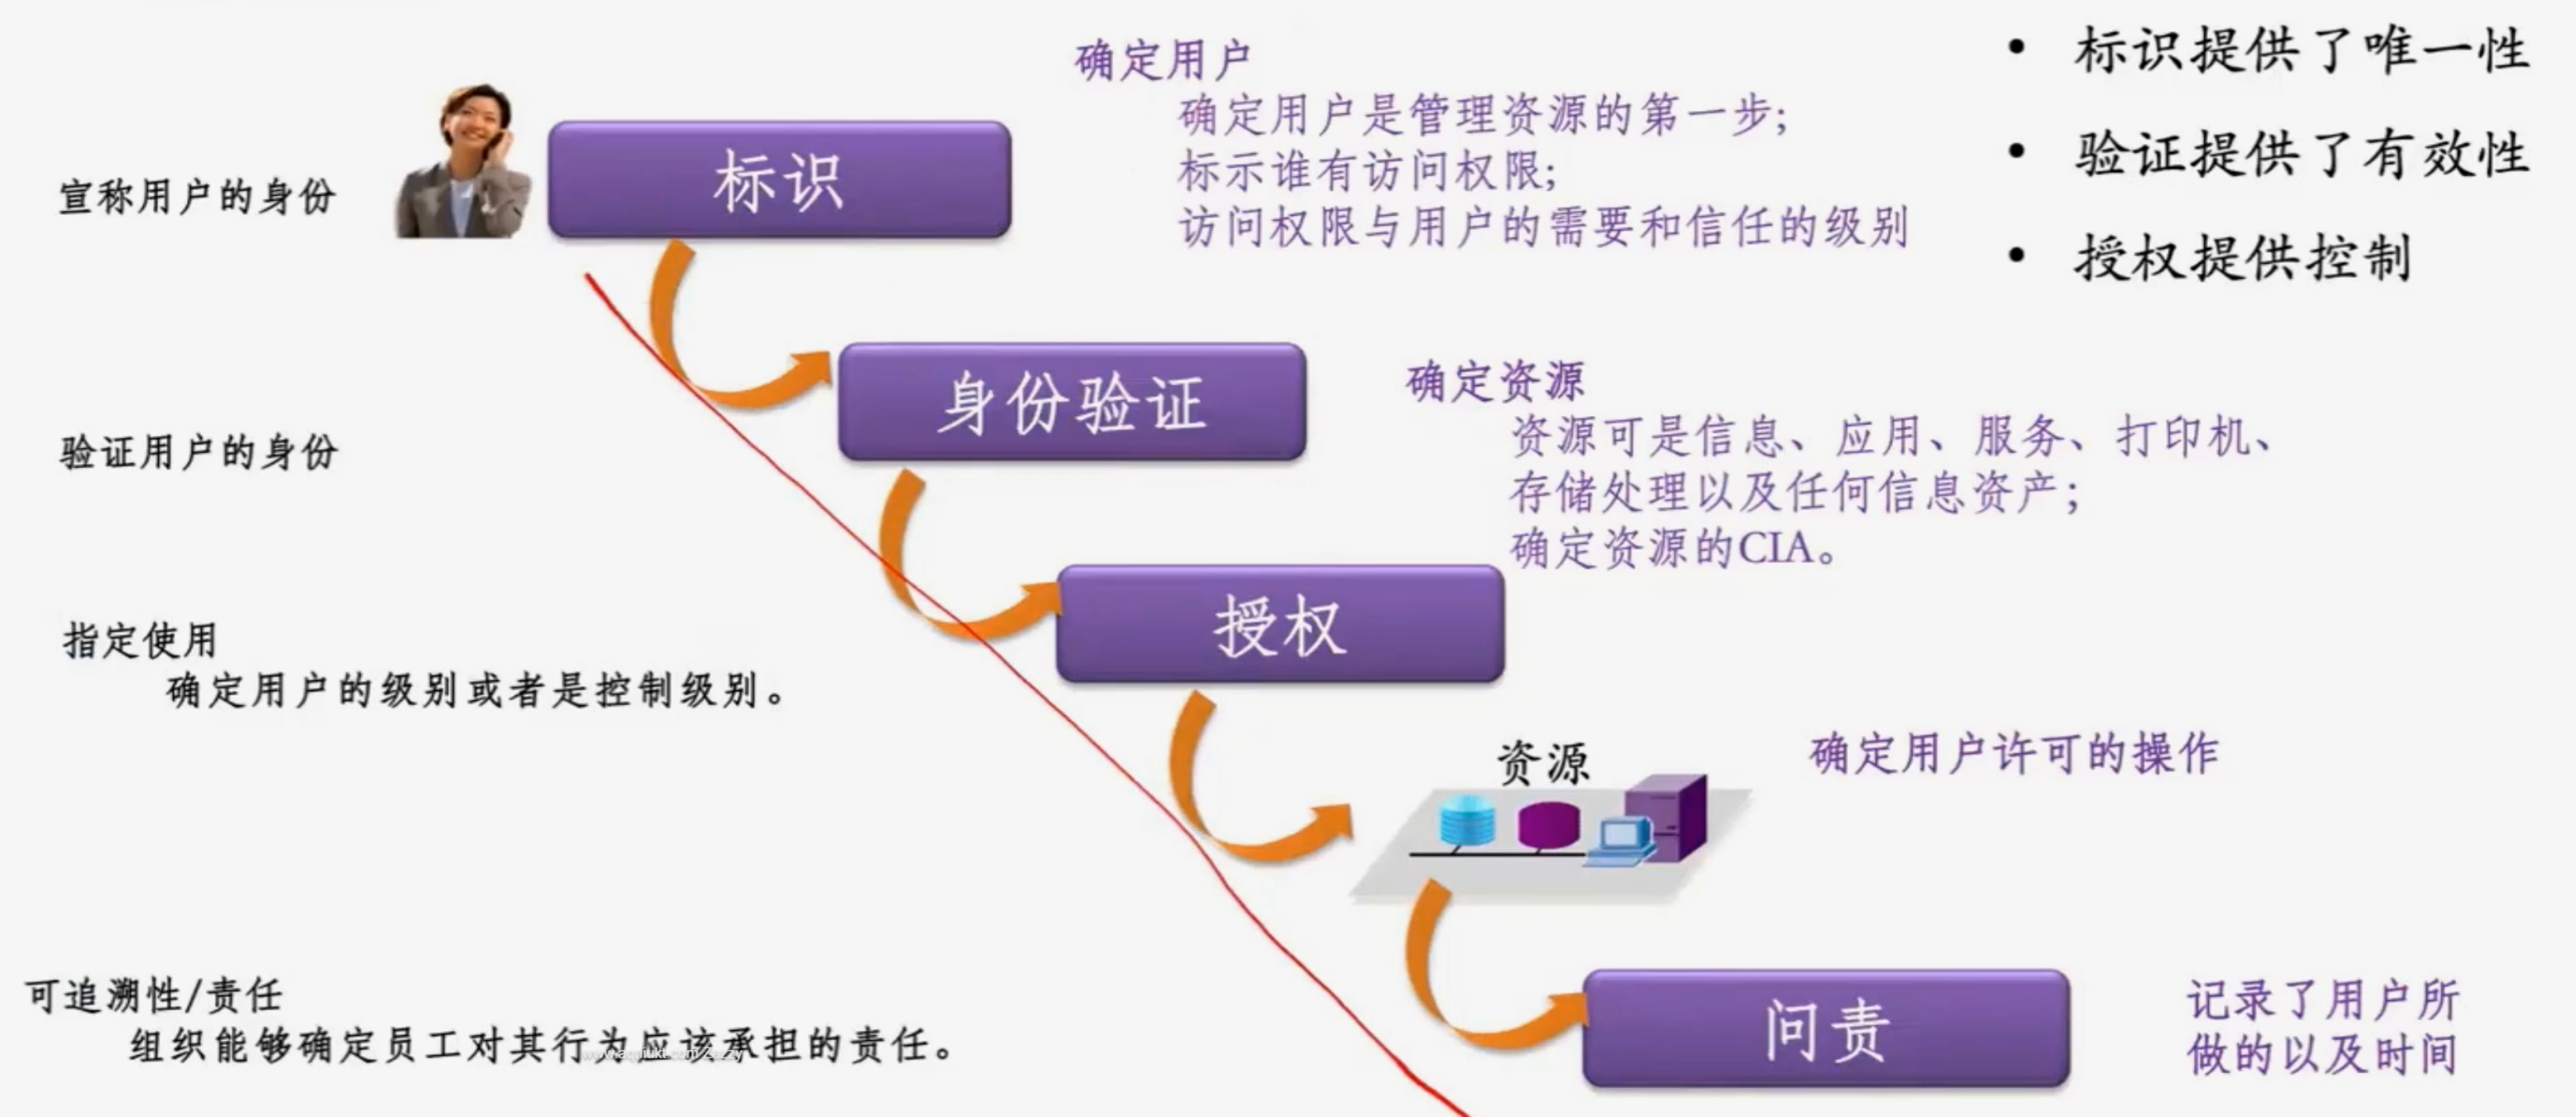 确定用户
确定用户是管理资源的第一步;
标示谁有访问权限;
访问权限与用户的需要和信任的级别
• 标识提供了唯一性
• 验证提供了有效性
• 授权提供控制
宣称用户的身份
标识
验证用户的身份
身份验证
确定资源
资源可是信息、应用、服务、打印机、
存储处理以及任何信息资产;
确定资源的CIA。
指定使用
确定用户的级别或者是控制级别。
授权
资源
确定用户许可的操作
可追溯性/责任
组织能够确定员工对其行为应该承担的责任。
问责
记录了用户所
做的以及时间